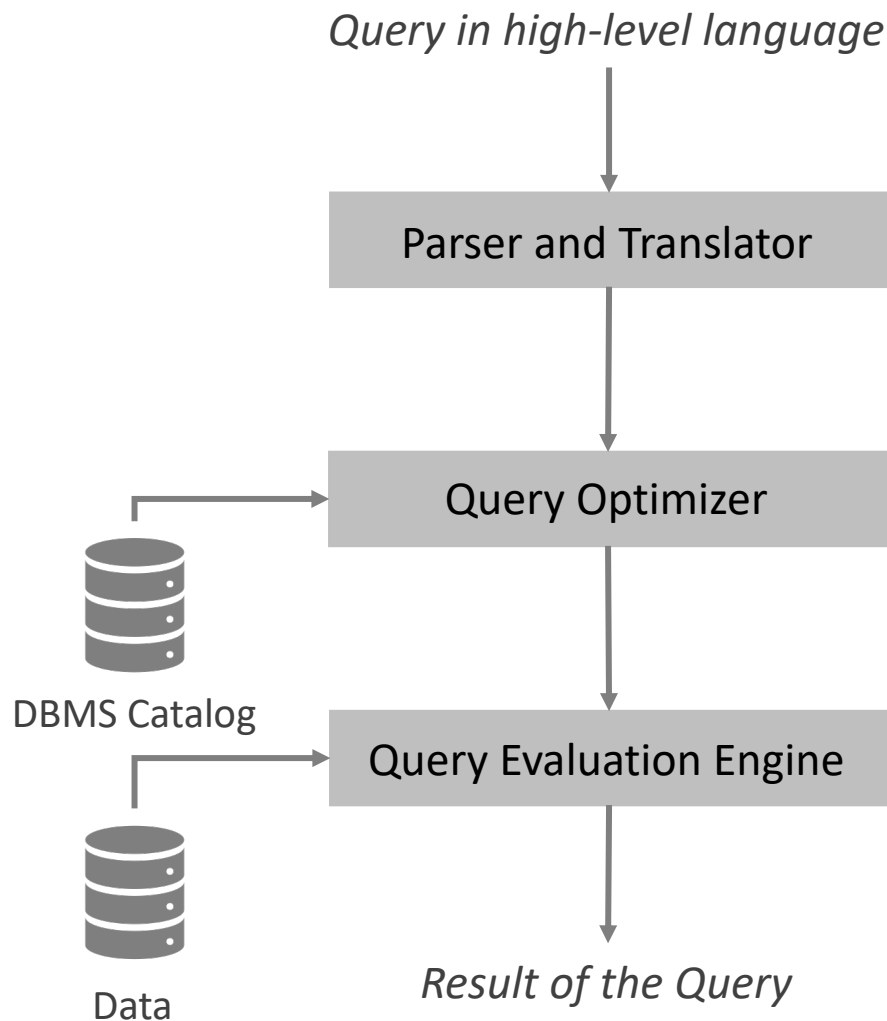 Query in high-level language
Parser and Translator
Query Optimizer
DBMS Catalog
Query Evaluation Engine
Data
Result of the Query